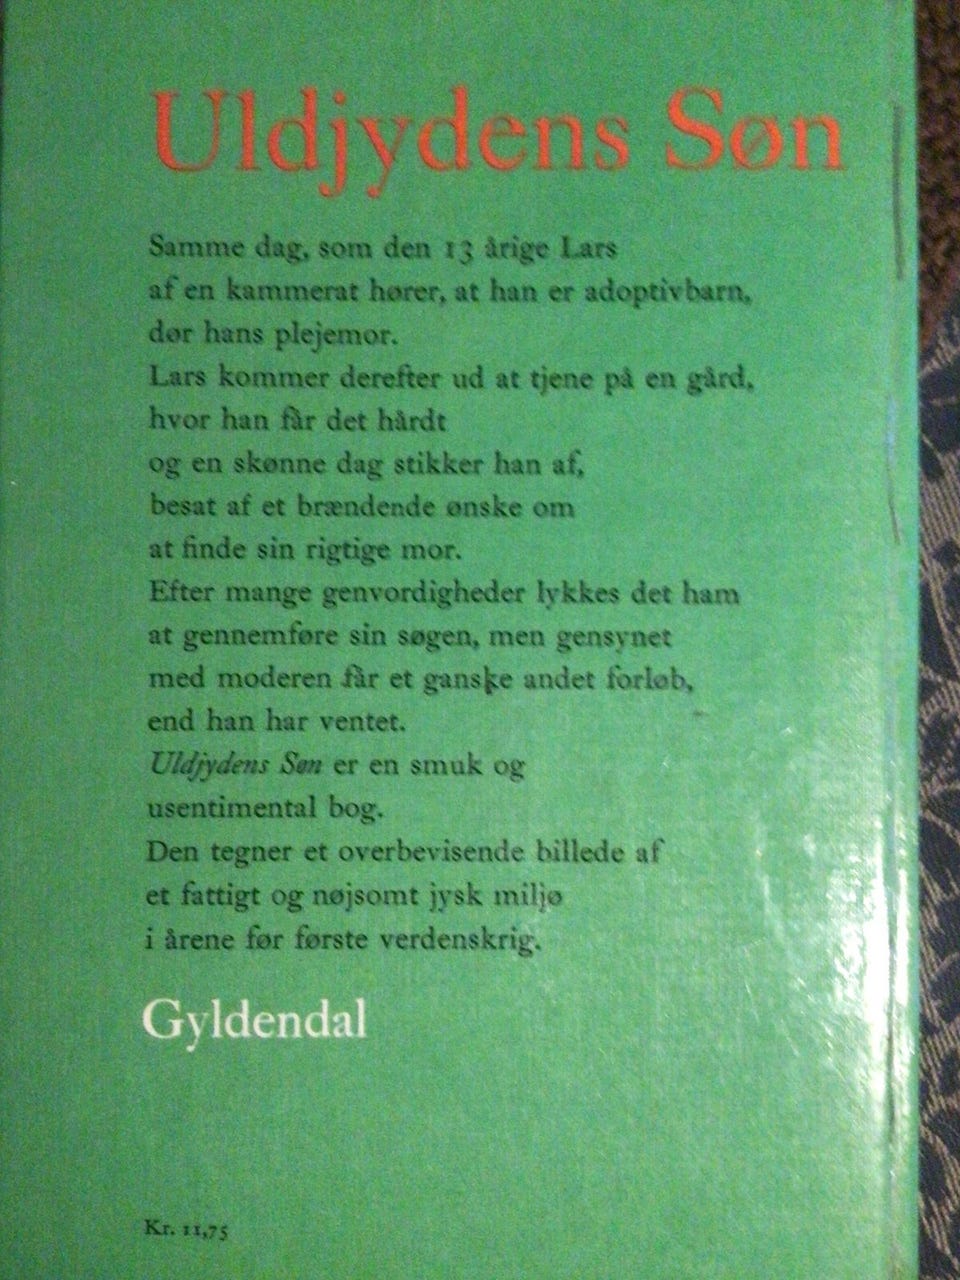 Uldjydens Søn
Samme dag, som den 13 årige Lars
af en kammerat hører, at han er adoptivbarn,
dør hans plejemor.
Lars kommer derefter ud at tjene på en gård,
hvor han får det hårdt
og en skønne dag stikker han af,
besat af et brændende ønske om
at finde sin rigtige mor.
Efter mange genvordigheder lykkes det ham
at gennemføre sin søgen, men gensynet
med moderen får et ganske andet forløb,
end han har ventet.
Uldjydens Søn er en smuk og
usentimental bog.
Den tegner et overbevisende billede af
et fattigt og nøjsomt jysk miljø
i årene før første verdenskrig.
Gyldendal
Kr. 11,75